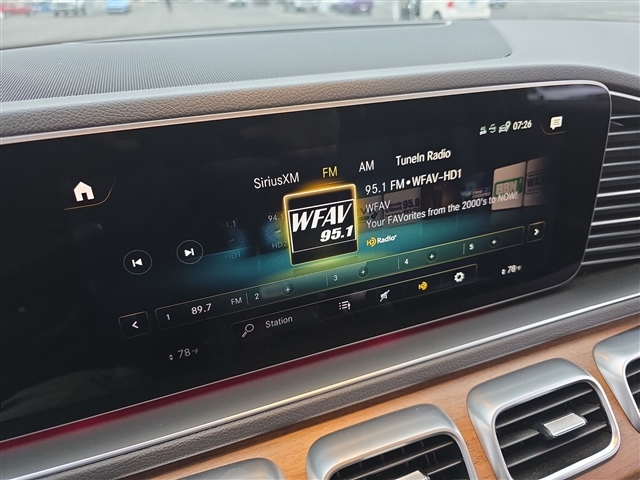 07:26
SiriusXM FM AM TuneIn Radio
WFAV
95.1
95.1 FM•WFAV-HD1
WFAV
Your FAVorites from the 2000's to NOW!
HD Radio
1 89.7 FM 2 + 3 + 4 + 5 +
Station
78°F
78°F